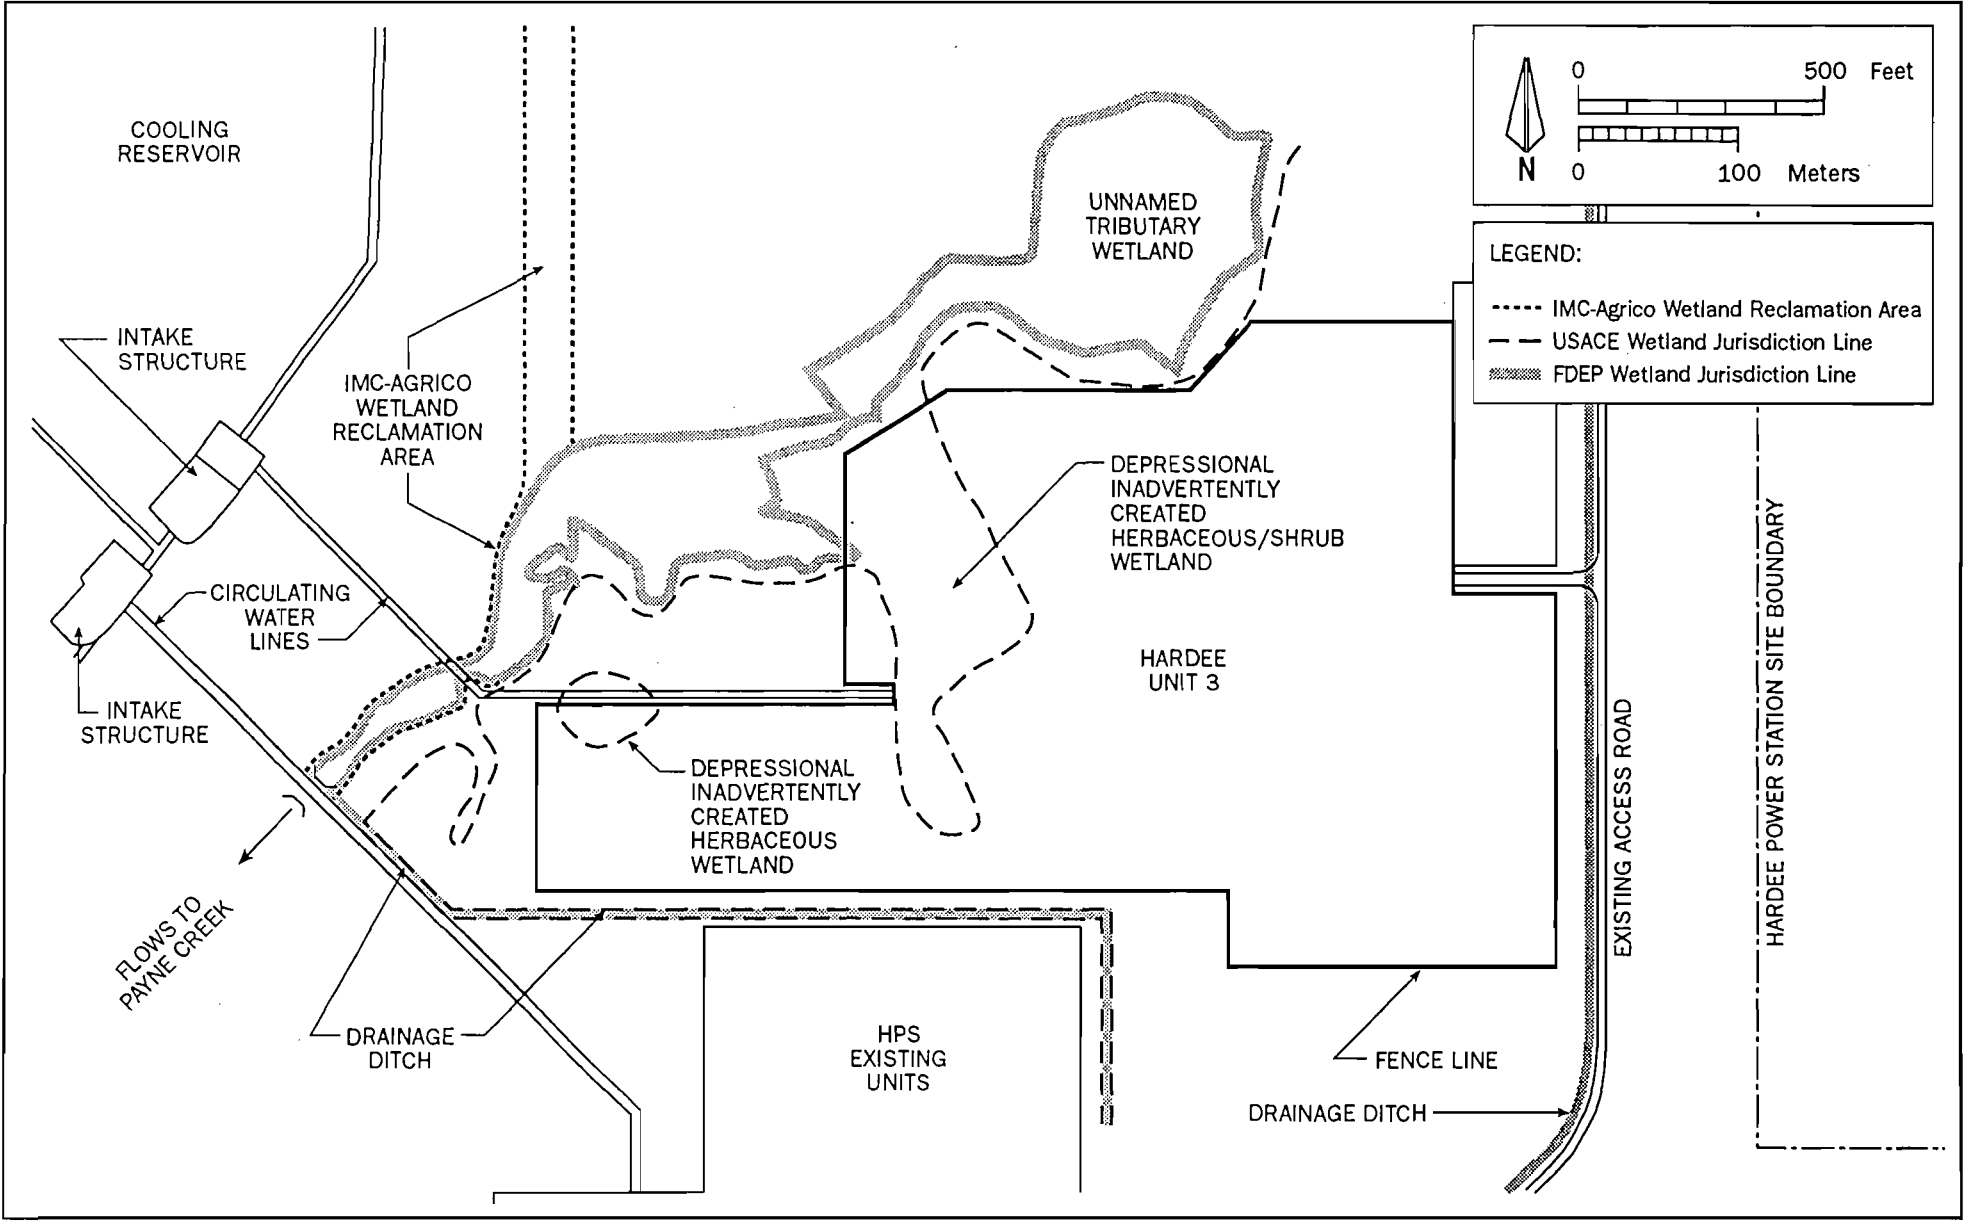 COOLING
RESERVOIR
INTAKE
STRUCTURE
IMC-AGRICO
WETLAND
RECLAMATION
AREA
UNNAMED
TRIBUTARY
WETLAND
0 500 Feet
N 0 100 Meters
LEGEND:
IMC-Agrico Wetland Reclamation Area
USACE Wetland Jurisdiction Line
FDEP Wetland Jurisdiction Line
DEPRESSIONAL
INADVERTENTLY
CREATED
HERBACEOUS/SHRUB
WETLAND
CIRCULATING
WATER
LINES
HARDEE
UNIT 3
INTAKE
STRUCTURE
DEPRESSIONAL
INADVERTENTLY
CREATED
HERBACEOUS
WETLAND
EXISTING ACCESS ROAD
HARDEE POWER STATION SITE BOUNDARY
FLOWS TO
PAYNE CREEK
DRAINAGE
DITCH
HPS
EXISTING
UNITS
FENCE LINE
DRAINAGE DITCH